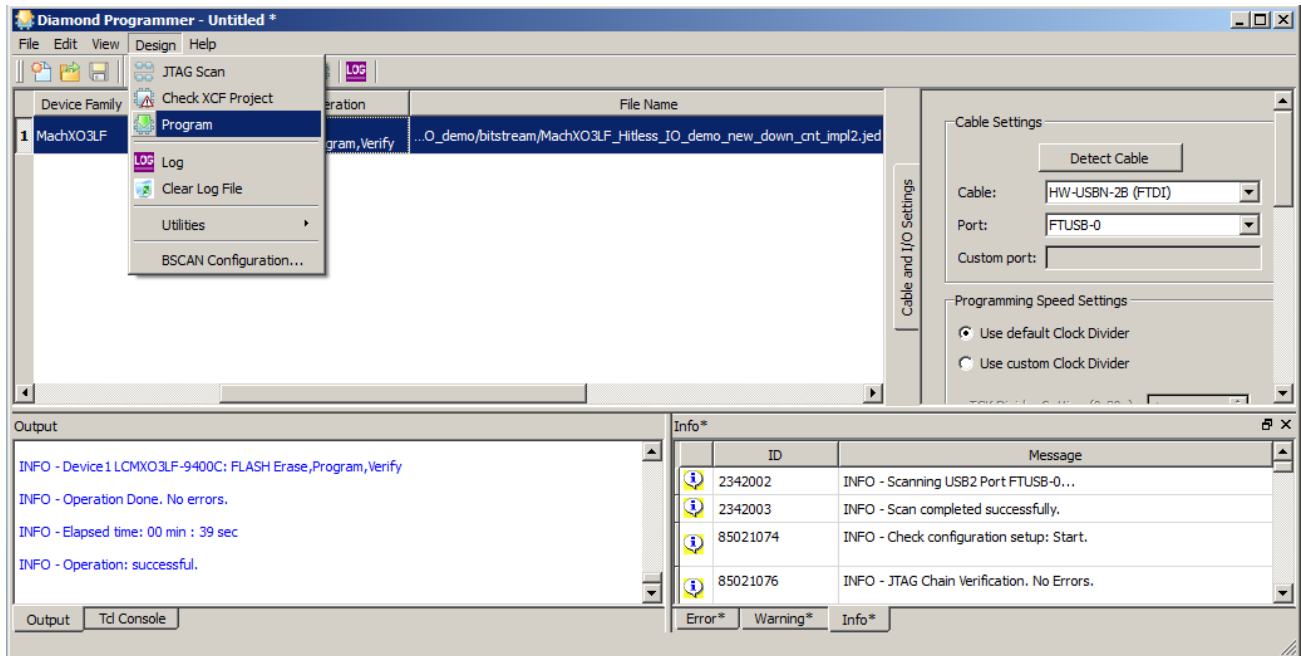 Diamond Programmer - Untitled *
File Edit View Design Help
LOG
JTAG Scan
Check XCF Project
Program
LOG Log
Clear Log File
Utilities
BSCAN Configuration...
Device Family eration File Name
1 MachXO3LF gram,Verify ...O_demo/bitstream/MachXO3LF_Hitless_IO_demo_new_down_cnt_impl2.jed
Cable and I/O Settings
Cable Settings
Detect Cable
Cable: HW-USBN-2B (FTDI)
Port: FTUSB-0
Custom port:
Programming Speed Settings
Use default Clock Divider
Use custom Clock Divider
Output
INFO - Device1 LCMXO3LF-9400C: FLASH Erase,Program,Verify
INFO - Operation Done. No errors.
INFO - Elapsed time: 00 min : 39 sec
INFO - Operation: successful.
Output Tcl Console
Info*
ID Message
2342002 INFO - Scanning USB2 Port FTUSB-0...
2342003 INFO - Scan completed successfully.
85021074 INFO - Check configuration setup: Start.
85021076 INFO - JTAG Chain Verification. No Errors.
Error* Warning* Info*